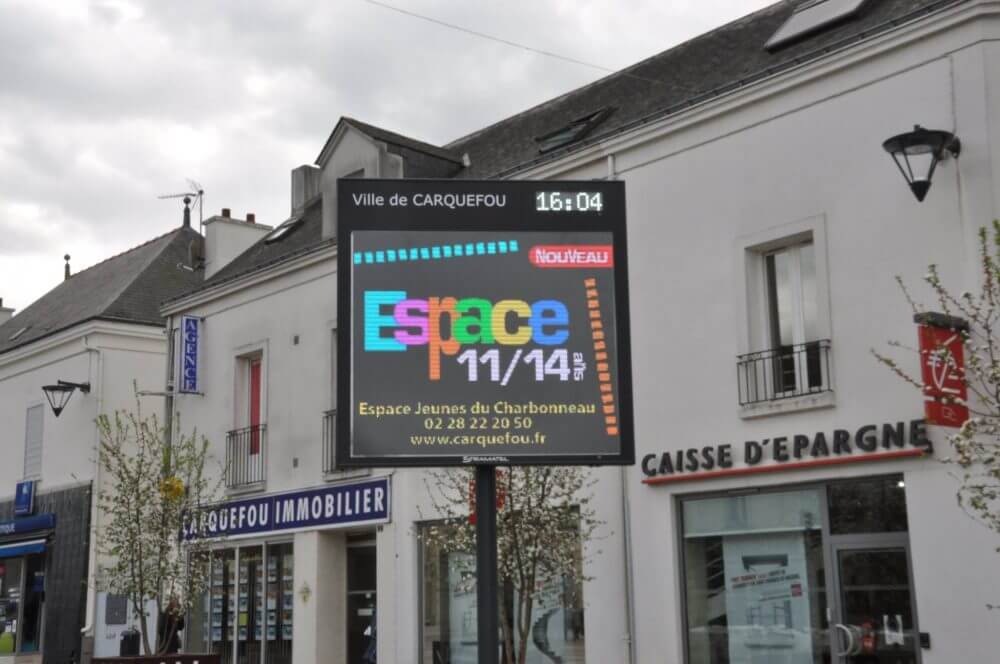 Ville de CARQUEFOU 16:04
NOUVEAU
Espace
11/14 ans
Espace Jeunes du Charbonneau
02 28 22 20 50
www.carquefou.fr
AGENCE
CARQUEFOU IMMOBILIER
CAISSE D'EPARGNE